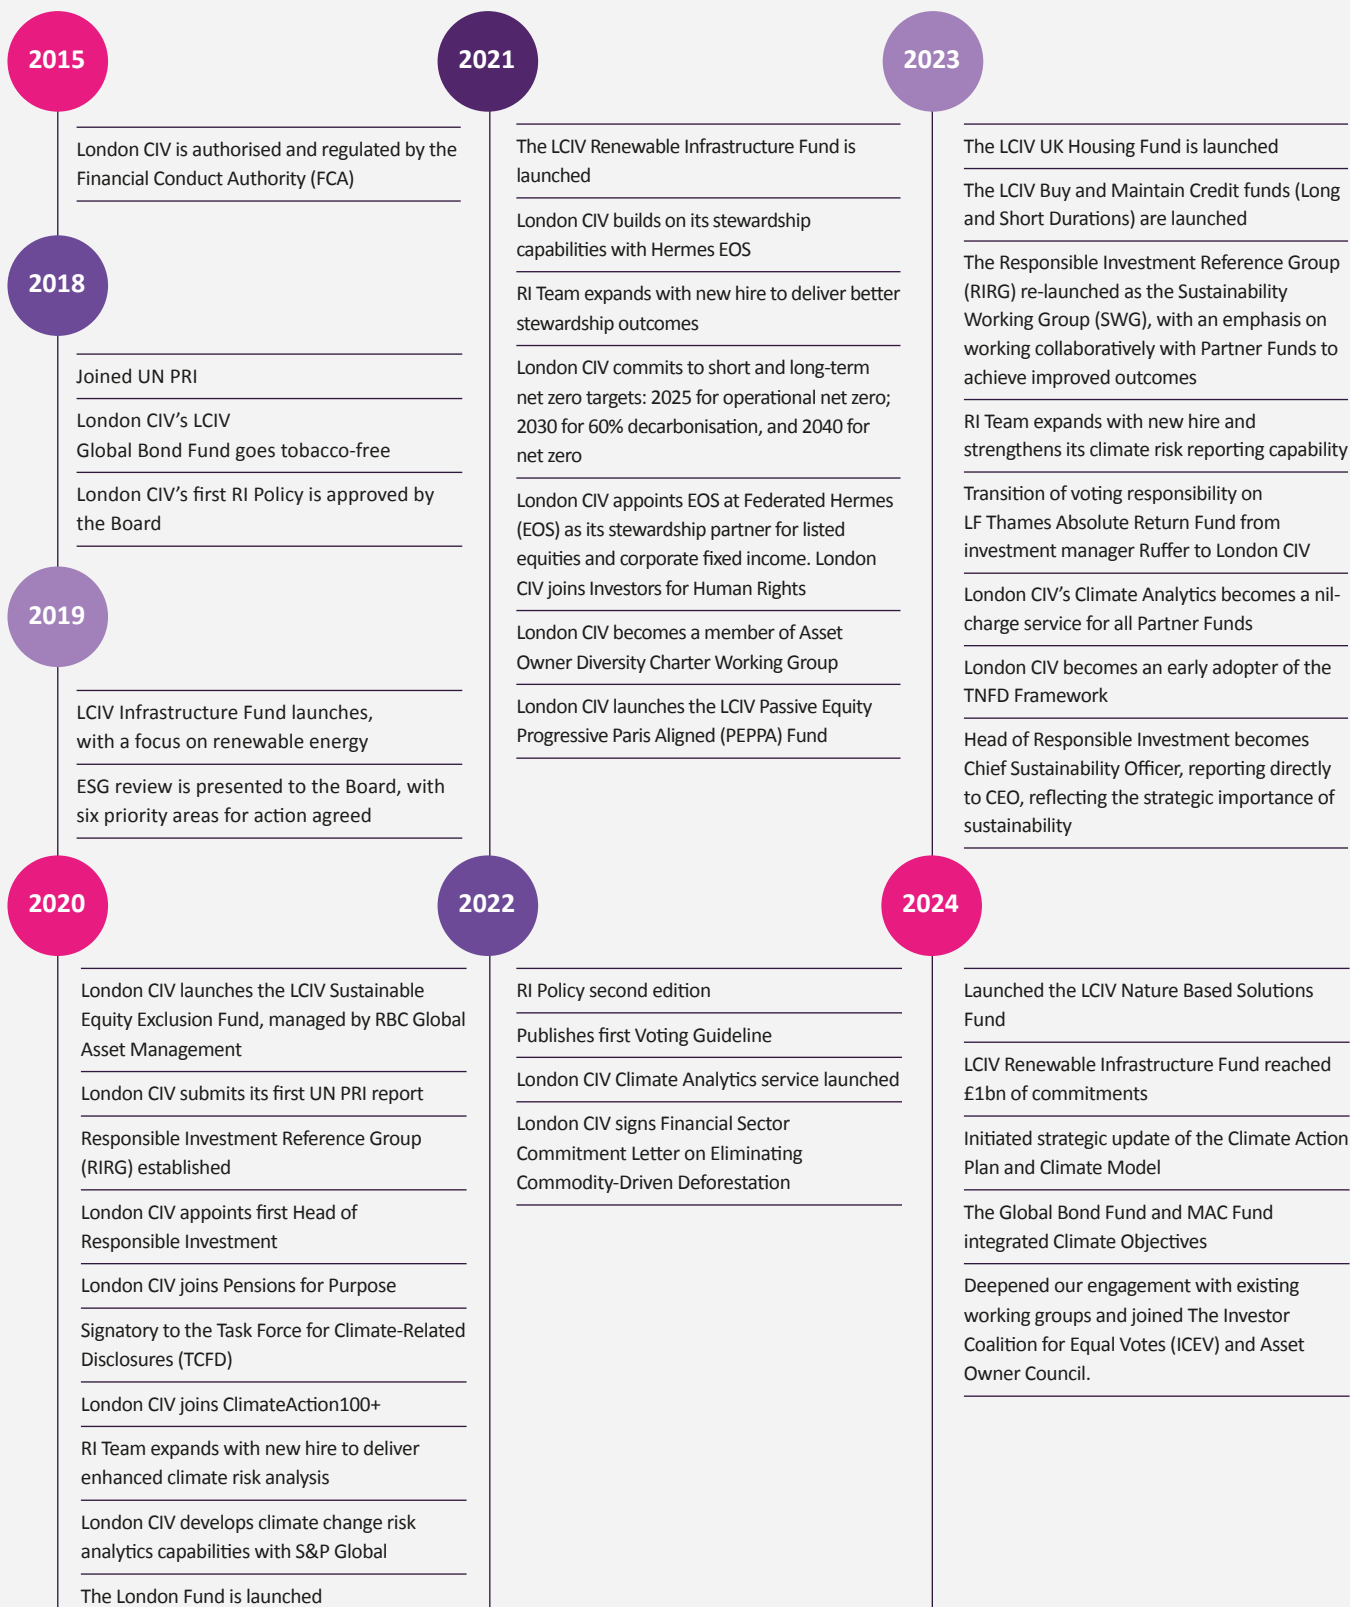 2015
London CIV is authorised and regulated by the
Financial Conduct Authority (FCA)
2018
Joined UN PRI
London CIV’s LCIV
Global Bond Fund goes tobacco-free
London CIV’s first RI Policy is approved by
the Board
2019
LCIV Infrastructure Fund launches,
with a focus on renewable energy
ESG review is presented to the Board, with
six priority areas for action agreed
2020
London CIV launches the LCIV Sustainable
Equity Exclusion Fund, managed by RBC Global
Asset Management
London CIV submits its first UN PRI report
Responsible Investment Reference Group
(RIRG) established
London CIV appoints first Head of
Responsible Investment
London CIV joins Pensions for Purpose
Signatory to the Task Force for Climate-Related
Disclosures (TCFD)
London CIV joins ClimateAction100+
RI Team expands with new hire to deliver
enhanced climate risk analysis
London CIV develops climate change risk
analytics capabilities with S&P Global
The London Fund is launched
2021
The LCIV Renewable Infrastructure Fund is
launched
London CIV builds on its stewardship
capabilities with Hermes EOS
RI Team expands with new hire to deliver better
stewardship outcomes
London CIV commits to short and long-term
net zero targets: 2025 for operational net zero;
2030 for 60% decarbonisation, and 2040 for
net zero
London CIV appoints EOS at Federated Hermes
(EOS) as its stewardship partner for listed
equities and corporate fixed income. London
CIV joins Investors for Human Rights
London CIV becomes a member of Asset
Owner Diversity Charter Working Group
London CIV launches the LCIV Passive Equity
Progressive Paris Aligned (PEPPA) Fund
2022
RI Policy second edition
Publishes first Voting Guideline
London CIV Climate Analytics service launched
London CIV signs Financial Sector
Commitment Letter on Eliminating
Commodity-Driven Deforestation
2023
The LCIV UK Housing Fund is launched
The LCIV Buy and Maintain Credit funds (Long
and Short Durations) are launched
The Responsible Investment Reference Group
(RIRG) re-launched as the Sustainability
Working Group (SWG), with an emphasis on
working collaboratively with Partner Funds to
achieve improved outcomes
RI Team expands with new hire and
strengthens its climate risk reporting capability
Transition of voting responsibility on
LF Thames Absolute Return Fund from
investment manager Ruffer to London CIV
London CIV’s Climate Analytics becomes a nil-
charge service for all Partner Funds
London CIV becomes an early adopter of the
TNFD Framework
Head of Responsible Investment becomes
Chief Sustainability Officer, reporting directly
to CEO, reflecting the strategic importance of
sustainability
2024
Launched the LCIV Nature Based Solutions
Fund
LCIV Renewable Infrastructure Fund reached
£1bn of commitments
Initiated strategic update of the Climate Action
Plan and Climate Model
The Global Bond Fund and MAC Fund
integrated Climate Objectives
Deepened our engagement with existing
working groups and joined The Investor
Coalition for Equal Votes (ICEV) and Asset
Owner Council.